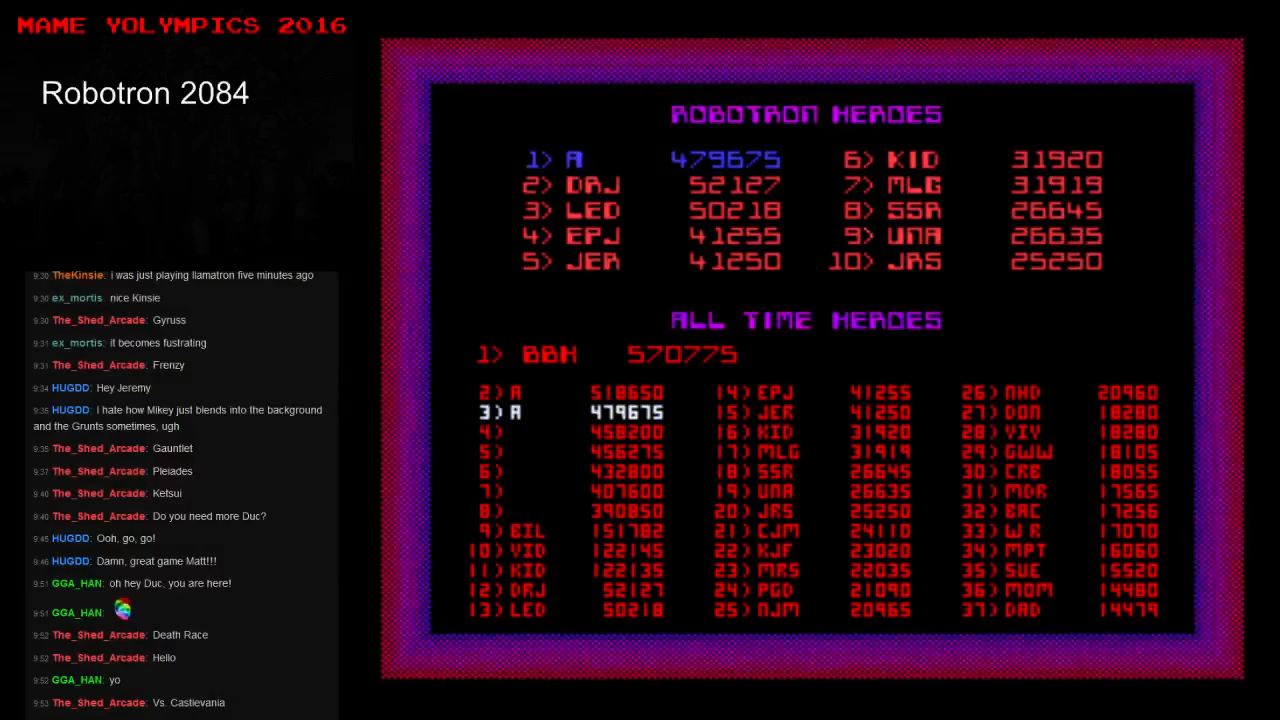 MAME YOLYMPICS 2016
Robotron 2084
9:30 TheKinsie: i was just playing llamatron five minutes ago
9:30 ex_mortis nice Kinsie
9:30 The_Shed_Arcade: Gyruss
9:31 ex_mortis: it becomes fustrating
9:31 The_Shed_Arcade: Frenzy
9:34 HUGDD: Hey Jeremy
9:35 HUGDD: I hate how Mikey just blends into the background
and the Grunts sometimes, ugh
9:35 The_Shed_Arcade: Gauntlet
9:37 The_Shed_Arcade: Pleiades
9:40 The_Shed_Arcade: Ketsui
9:40 The_Shed_Arcade: Do you need more Duc?
9:45 HUGDD: Ooh, go, go!
9:46 HUGDD: Damn, great game Matt!!!
9:51 GGA_HAN: oh hey Duc, you are here!
9:51 GGA_HAN:
9:52 The_Shed_Arcade: Death Race
9:52 The_Shed_Arcade: Hello
9:52 GGA_HAN: yo
9:53 The_Shed_Arcade: Vs. Castlevania
ROBOTRON HEROES
1) A 479675 6) KID 31920
2) DRJ 52127 7) MLG 31919
3) LED 50218 8) SSR 26645
4) EPJ 41255 9) UNA 26635
5) JER 41250 10) JRS 25250
ALL TIME HEROES
1) BBH 570775
2) A 518650 14) EPJ 41255 26) NHD 20960
3) A 479675 15) JER 41250 27) DON 18280
4) 458200 16) KID 31920 28) VIV 18280
5) 456275 17) MLG 31919 29) GWW 18105
6) 432800 18) SSR 26645 30) CRB 18055
7) 407600 19) UNA 26635 31) MDR 17565
8) 390850 20) JRS 25250 32) BAC 17256
9) BIL 151782 21) CJM 24110 33) W R 17070
10) VID 122145 22) KJF 23020 34) MPT 16060
11) KID 122135 23) MRS 22035 35) SUE 15520
12) DRJ 52127 24) PGD 21090 36) MOM 14480
13) LED 50218 25) NJM 20965 37) DAD 14479